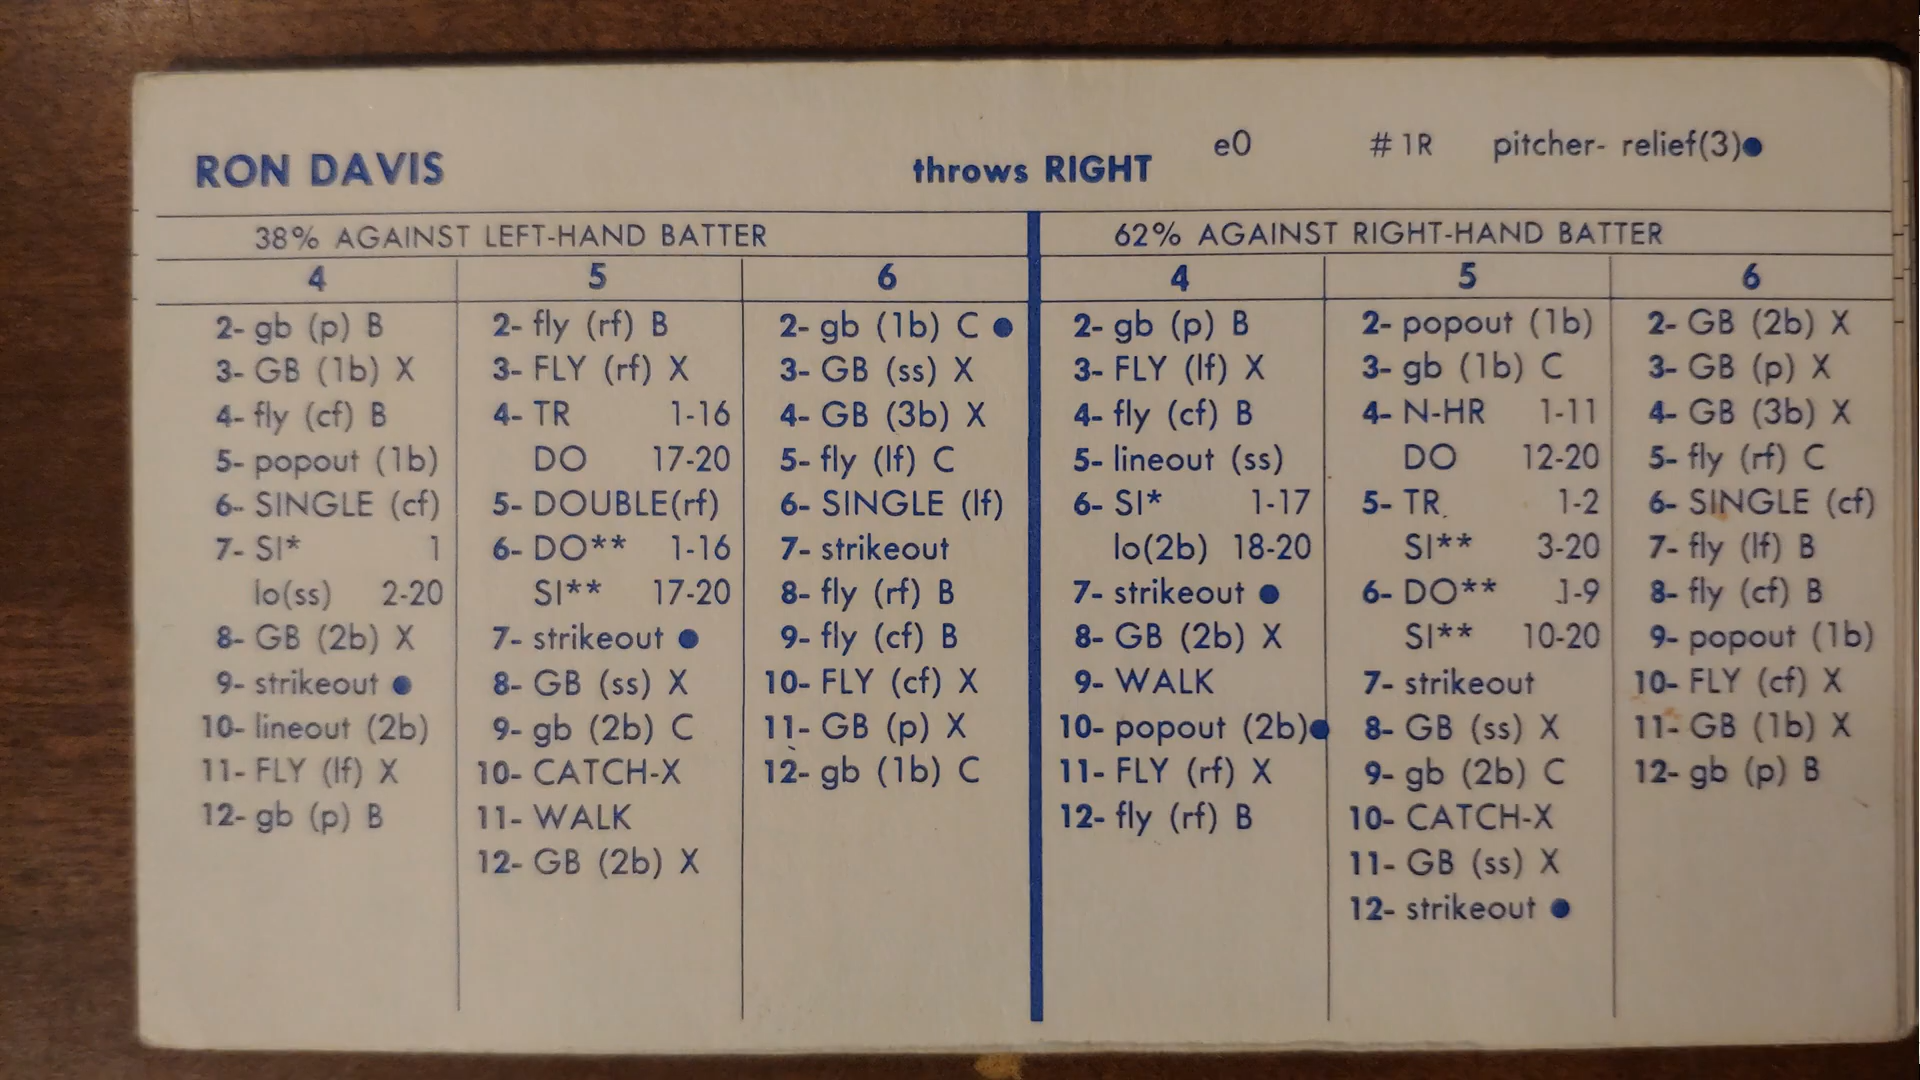 RON DAVIS throws RIGHT e0 # 1R pitcher- relief(3)●
38% AGAINST LEFT-HAND BATTER
4 5 6
2- gb (p) B 2- fly (rf) B 2- gb (1b) C ●
3- GB (1b) X 3- FLY (rf) X 3- GB (ss) X
4- fly (cf) B 4- TR 1-16 4- GB (3b) X
5- popout (1b) DO 17-20 5- fly (lf) C
6- SINGLE (cf) 5- DOUBLE(rf) 6- SINGLE (lf)
7- SI* 1 6- DO** 1-16 7- strikeout
lo(ss) 2-20 SI** 17-20 8- fly (rf) B
8- GB (2b) X 7- strikeout ● 9- fly (cf) B
9- strikeout ● 8- GB (ss) X 10- FLY (cf) X
10- lineout (2b) 9- gb (2b) C 11- GB (p) X
11- FLY (lf) X 10- CATCH-X 12- gb (1b) C
12- gb (p) B 11- WALK
12- GB (2b) X
62% AGAINST RIGHT-HAND BATTER
4 5 6
2- gb (p) B 2- popout (1b) 2- GB (2b) X
3- FLY (lf) X 3- gb (1b) C 3- GB (p) X
4- fly (cf) B 4- N-HR 1-11 4- GB (3b) X
5- lineout (ss) DO 12-20 5- fly (rf) C
6- SI* 1-17 5- TR 1-2 6- SINGLE (cf)
lo(2b) 18-20 SI** 3-20 7- fly (lf) B
7- strikeout ● 6- DO** 1-9 8- fly (cf) B
8- GB (2b) X SI** 10-20 9- popout (1b)
9- WALK 7- strikeout 10- FLY (cf) X
10- popout (2b)● 8- GB (ss) X 11- GB (1b) X
11- FLY (rf) X 9- gb (2b) C 12- gb (p) B
12- fly (rf) B 10- CATCH-X
11- GB (ss) X
12- strikeout ●